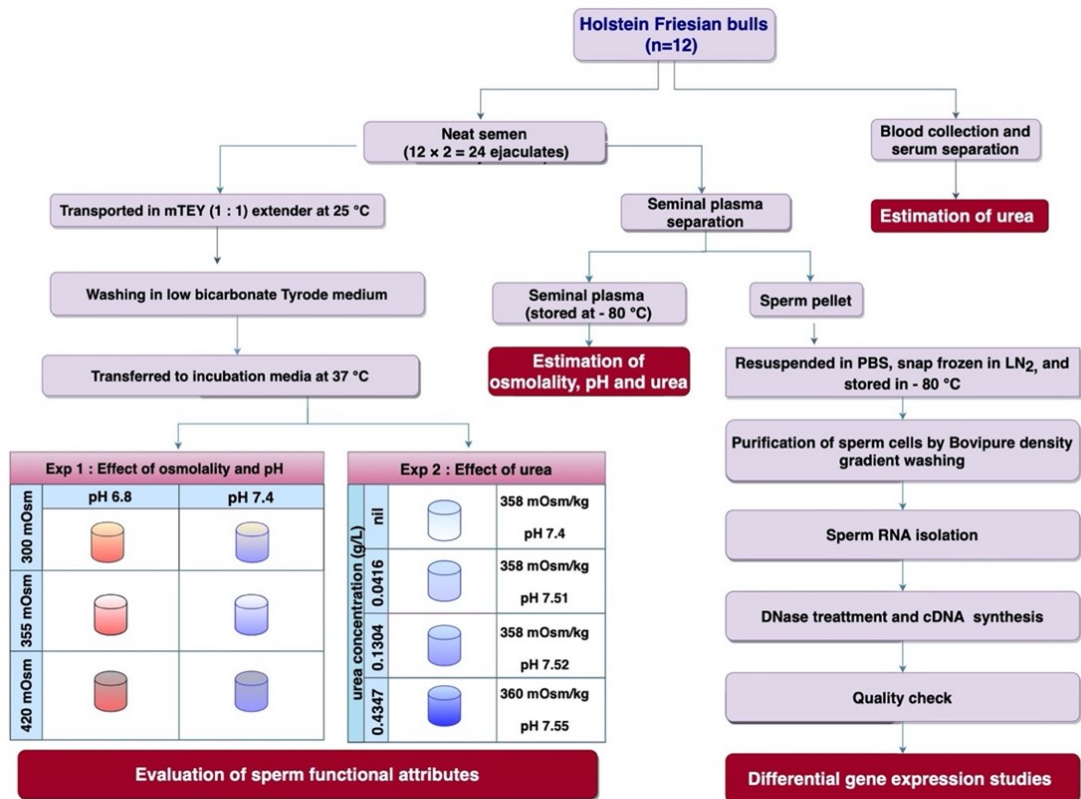 Holstein Friesian bulls
(n=12)
Neat semen
(12 × 2 = 24 ejaculates)
Blood collection and
serum separation
Estimation of urea
Transported in mTEY (1 : 1) extender at 25 °C
Seminal plasma
separation
Washing in low bicarbonate Tyrode medium
Seminal plasma
(stored at - 80 °C)
Sperm pellet
Estimation of
osmolality, pH and urea
Transferred to incubation media at 37 °C
Resuspended in PBS, snap frozen in LN2, and
stored in - 80 °C
Purification of sperm cells by Bovipure density
gradient washing
Sperm RNA isolation
DNase treattment and cDNA synthesis
Quality check
Differential gene expression studies
Exp 1 : Effect of osmolality and pH
pH 6.8
pH 7.4
300 mOsm
355 mOsm
420 mOsm
Exp 2 : Effect of urea
urea concentration (g/L)
nil
358 mOsm/kg
pH 7.4
0.0416
358 mOsm/kg
pH 7.51
0.1304
358 mOsm/kg
pH 7.52
0.4347
360 mOsm/kg
pH 7.55
Evaluation of sperm functional attributes